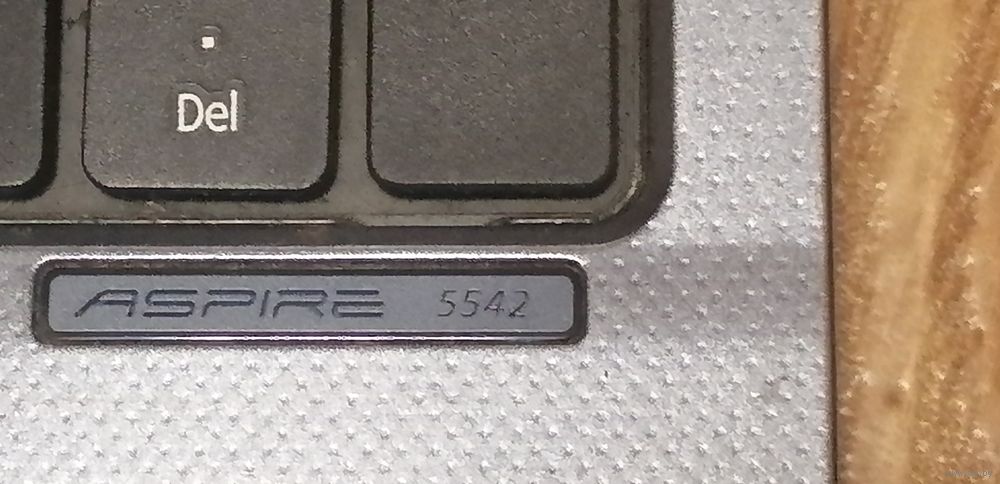 .
Del
ASPIRE 5542